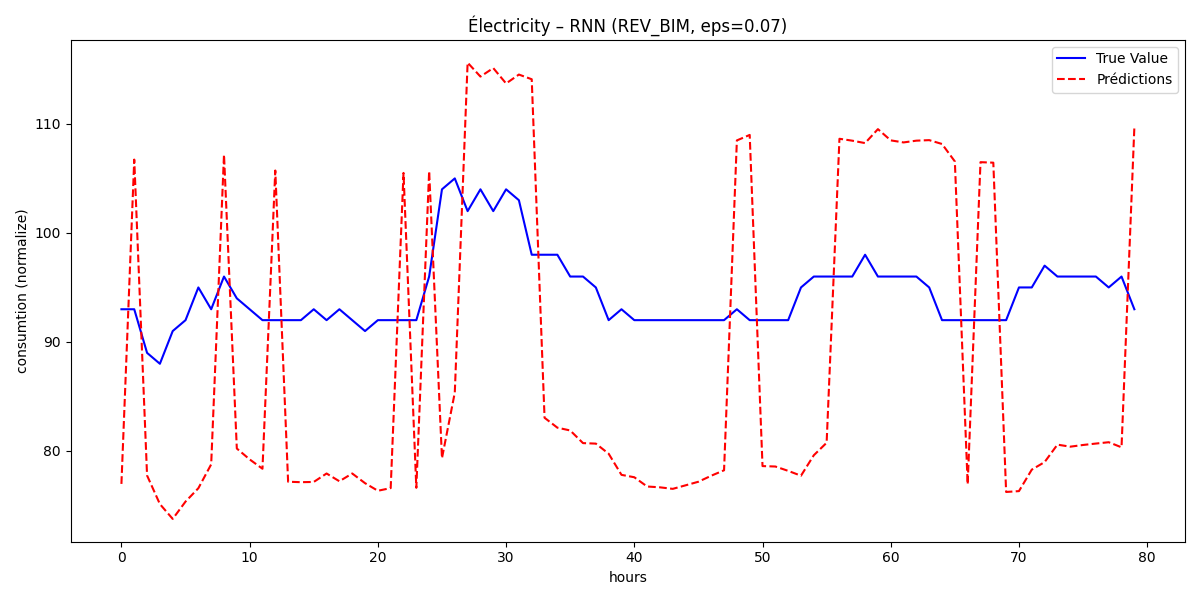 Électricity – RNN (REV_BIM, eps=0.07)
True Value
Prédictions
consumtion (normalize)
110
100
90
80
0 10 20 30 40 50 60 70 80
hours